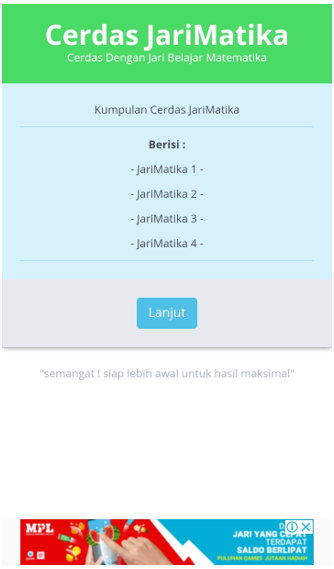 Cerdas JariMatika
Cerdas Dengan Jari Belajar Matematika
Kumpulan Cerdas JariMatika
Berisi :
- JariMatika 1 -
- JariMatika 2 -
- JariMatika 3 -
- JariMatika 4 -
Lanjut
"semangat ! siap lebih awal untuk hasil maksimal"
MPL
JARI YANG CEPAT
TERDAPAT
SALDO BERLIPAT
PULUHAN GAMES JUTAAN HADIAH